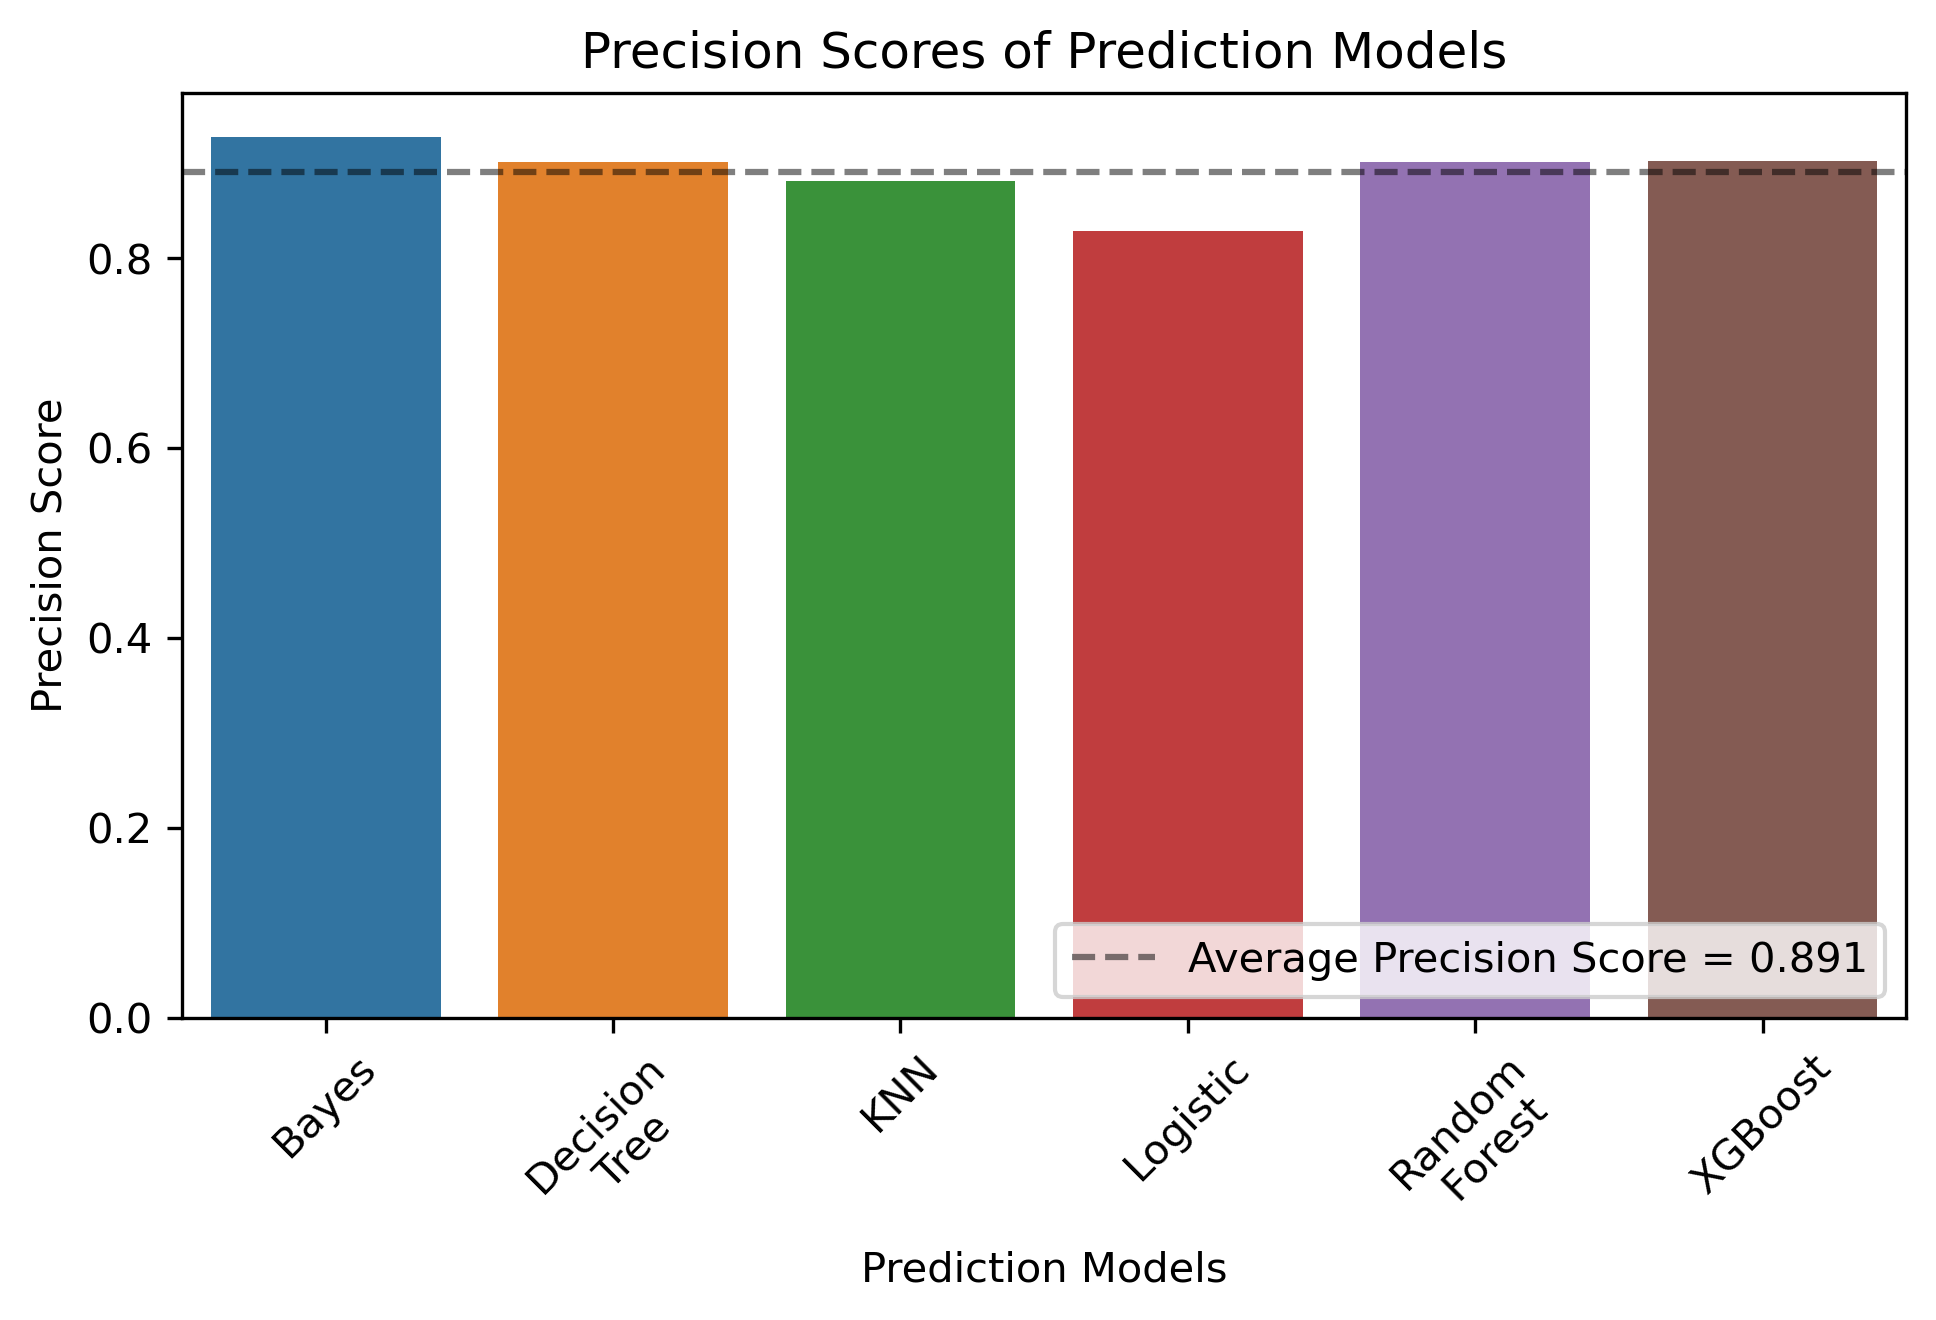 Precision Scores of Prediction Models
Precision Score
0.8
0.6
0.4
0.2
0.0
Average Precision Score = 0.891
Bayes
Decision
Tree
KNN
Logistic
Random
Forest
XGBoost
Prediction Models